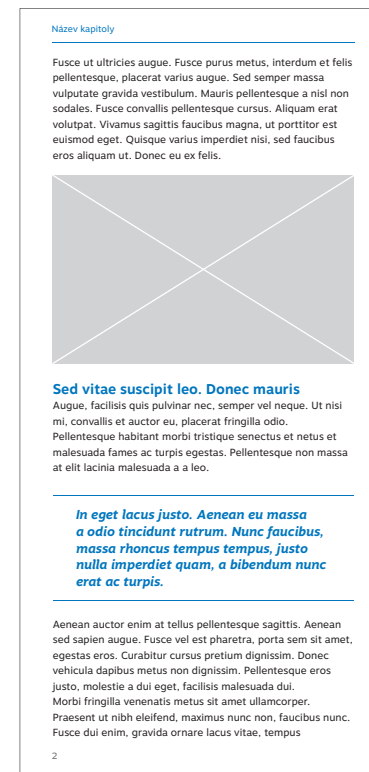 Název kapitoly
Fusce ut ultricies augue. Fusce purus metus, interdum et felis
pellentesque, placerat varius augue. Sed semper massa
vulputate gravida vestibulum. Mauris pellentesque a nisl non
sodales. Fusce convallis pellentesque cursus. Aliquam erat
volutpat. Vivamus sagittis faucibus magna, ut porttitor est
euismod eget. Quisque varius imperdiet nisi, sed faucibus
eros aliquam ut. Donec eu ex felis.
Sed vitae suscipit leo. Donec mauris
Augue, facilisis quis pulvinar nec, semper vel neque. Ut nisi
mi, convallis et auctor eu, placerat fringilla odio.
Pellentesque habitant morbi tristique senectus et netus et
malesuada fames ac turpis egestas. Pellentesque non massa
at elit lacinia malesuada a a leo.
In eget lacus justo. Aenean eu massa
a odio tincidunt rutrum. Nunc faucibus,
massa rhoncus tempus tempus, justo
nulla imperdiet quam, a bibendum nunc
erat ac turpis.
Aenean auctor enim at tellus pellentesque sagittis. Aenean
sed sapien augue. Fusce vel est pharetra, porta sem sit amet,
egestas eros. Curabitur cursus pretium dignissim. Donec
vehicula dapibus metus non dignissim. Pellentesque eros
justo, molestie a dui eget, facilisis malesuada dui.
Morbi fringilla venenatis metus sit amet ullamcorper.
Praesent ut nibh eleifend, maximus nunc non, faucibus nunc.
Fusce dui enim, gravida ornare lacus vitae, tempus
2